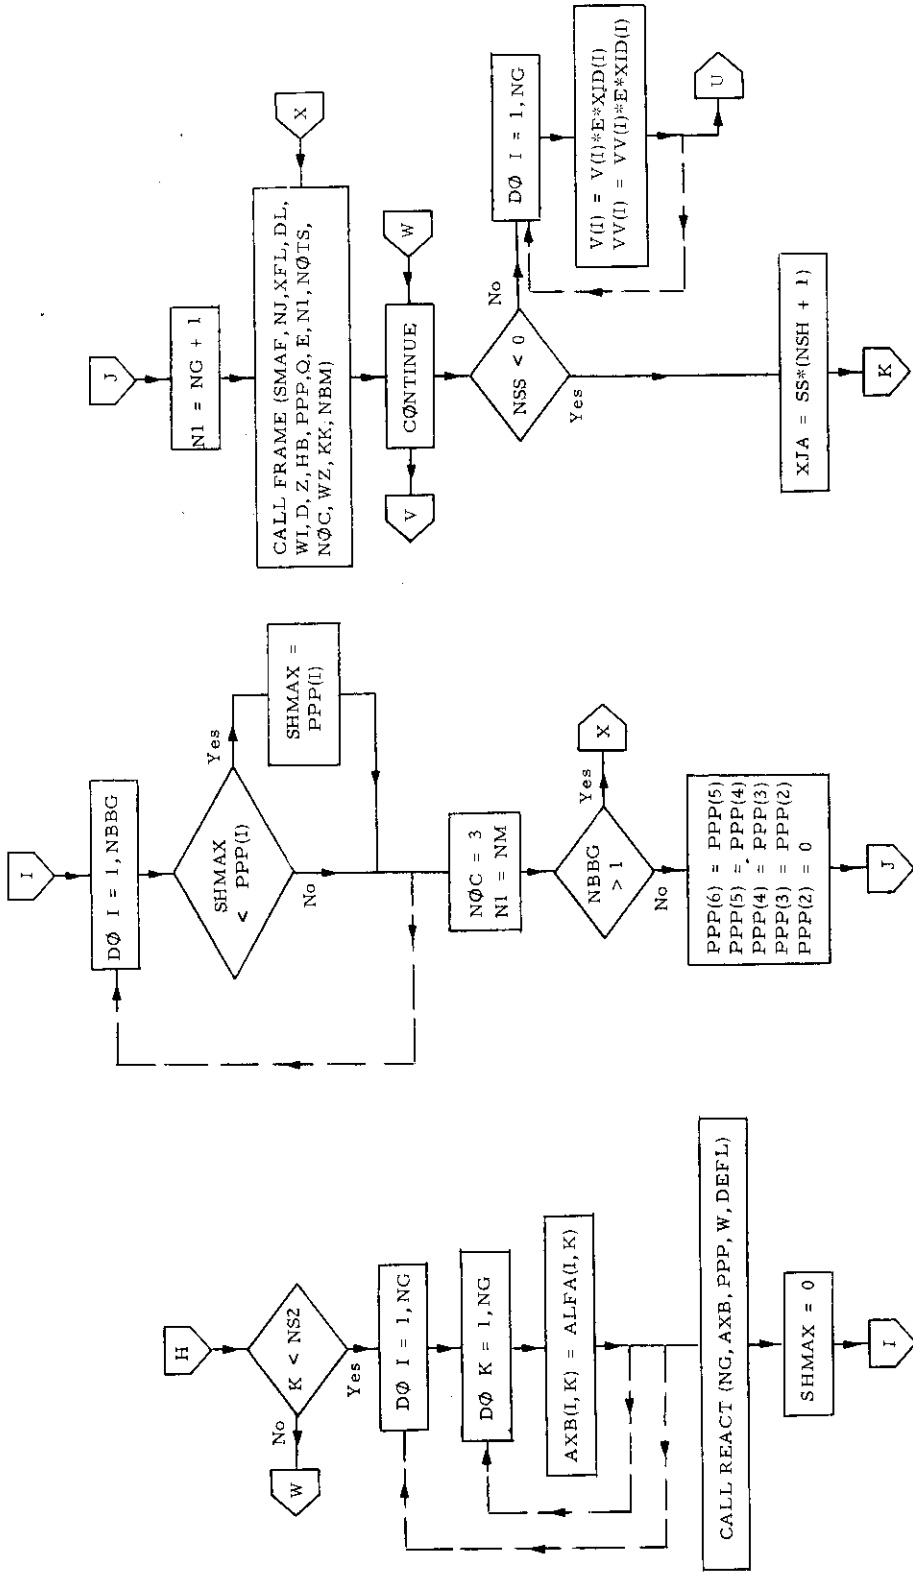 H
K < NS2
No
W
Yes
DØ I = 1, NG
DØ K = 1, NG
AXB(I, K) = ALFA(I, K)
CALL REACT (NG, AXB, PPP, W, DEFL)
SHMAX = 0
I
I
DØ I = 1, NBBG
SHMAX
< PPP(I)
Yes
SHMAX =
PPP(I)
No
NØC = 3
N1 = NM
NBBG
> 1
Yes
X
No
PPP(6) = PPP(5)
PPP(5) = PPP(4)
PPP(4) = PPP(3)
PPP(3) = PPP(2)
PPP(2) = 0
J
J
N1 = NG + 1
X
CALL FRAME (SMAF, NJ, XFL, DL,
WI, D, Z, HB, PPP, Q, E, N1, NØTS,
NØC, WZ, KK, NBM)
W
CØNTINUE
V
NSS < 0
No
DØ I = 1, NG
V(I) = V(I)*E*XID(I)
VV(I) = VV(I)*E*XID(I)
U
Yes
XJA = SS*(NSH + 1)
K